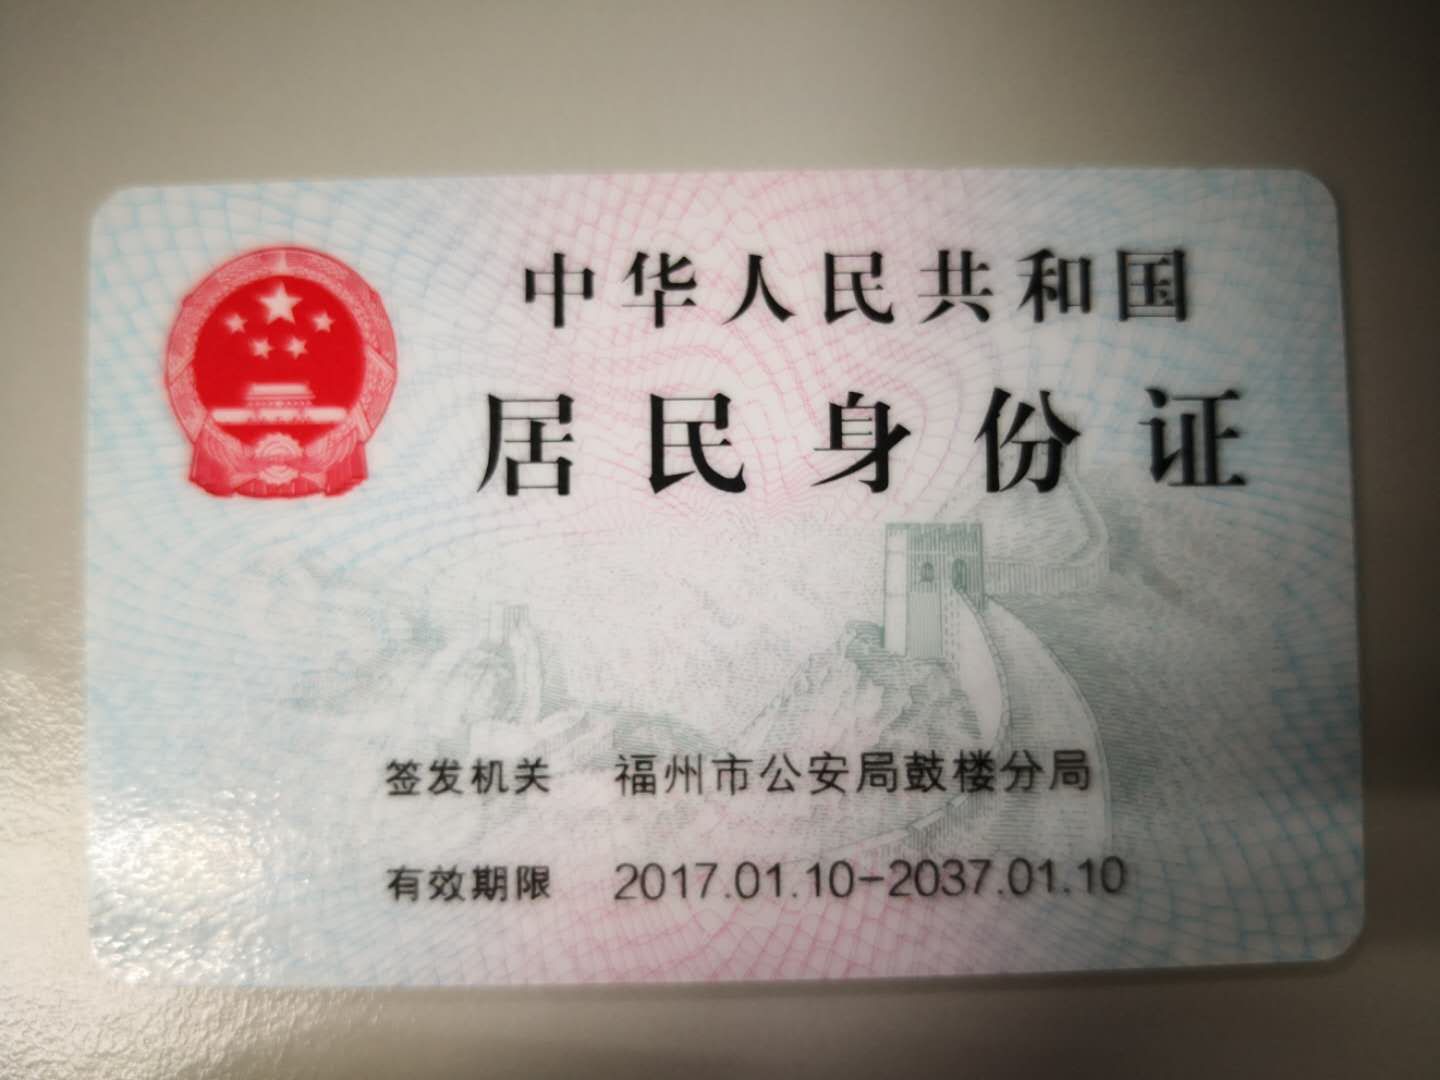 中华人民共和国
居民身份证
签发机关 福州市公安局鼓楼分局
有效期限 2017.01.10-2037.01.10